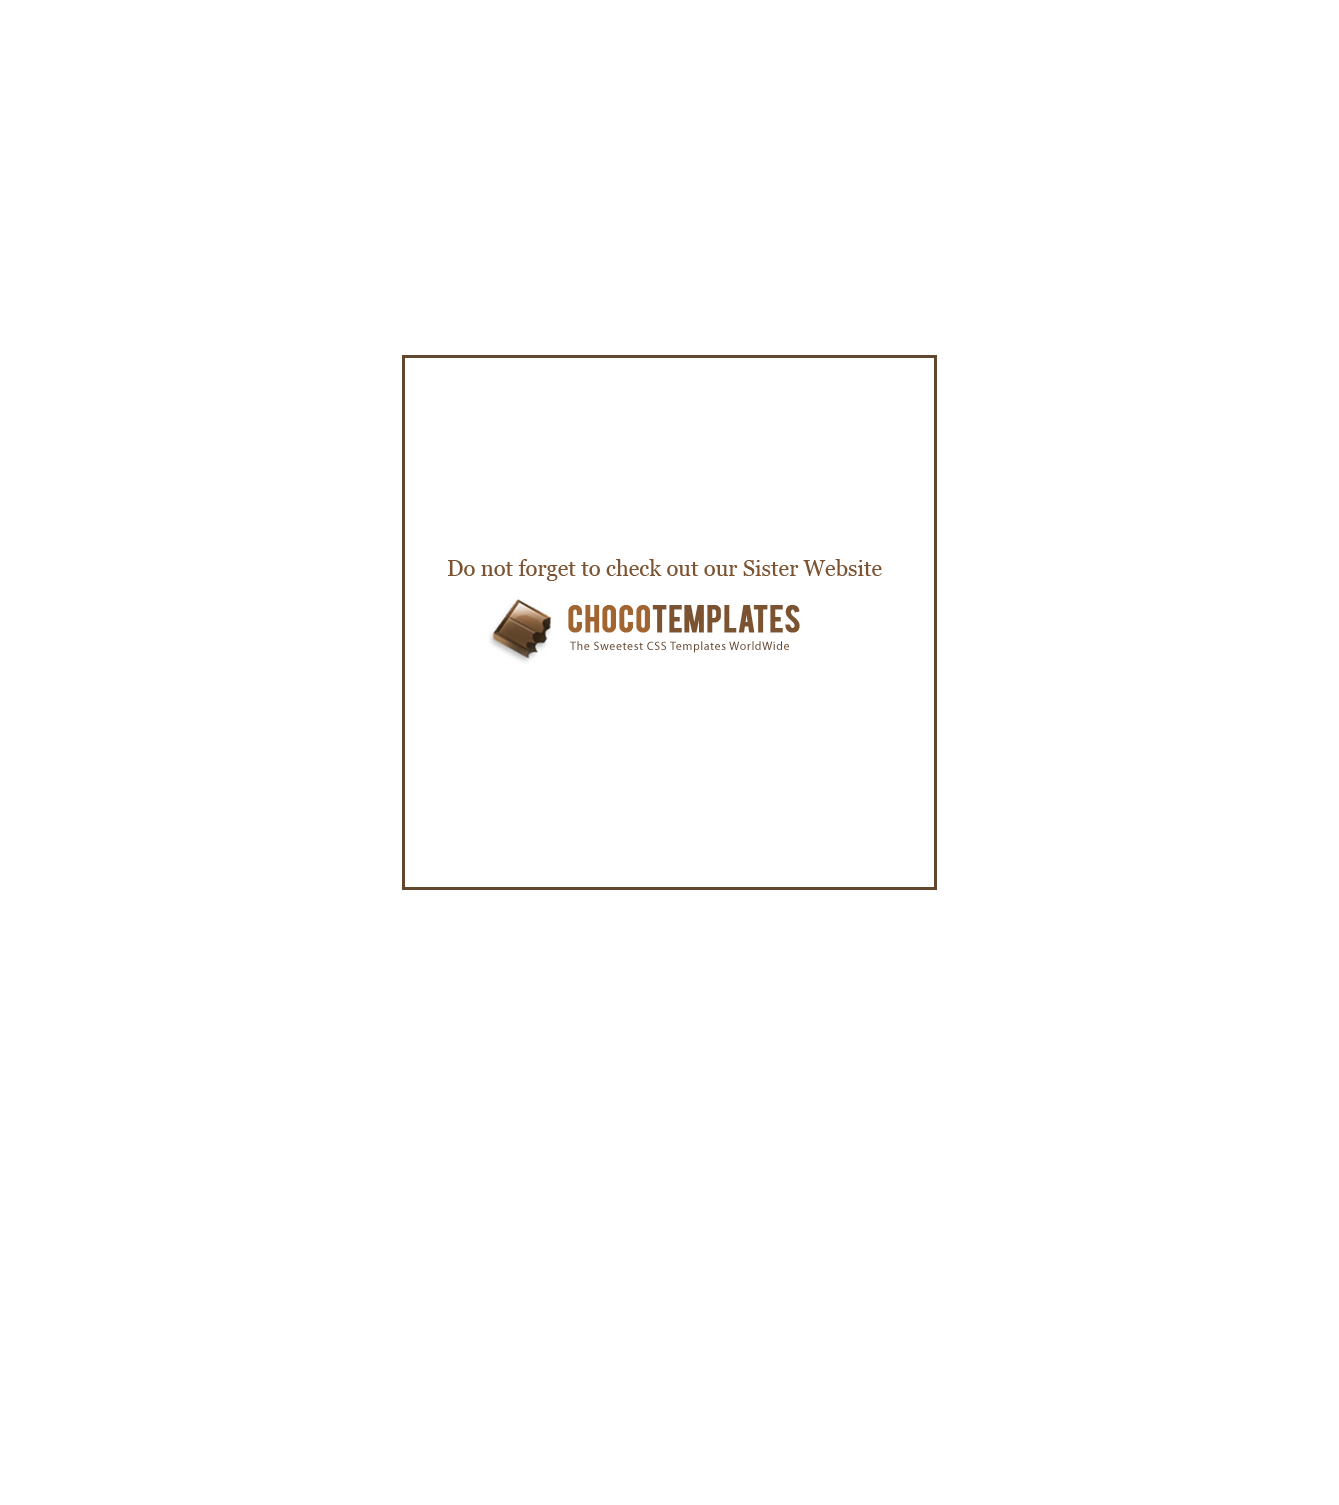 Do not forget to check out our Sister Website
CHOCOTEMPLATES
The Sweetest CSS Templates WorldWide